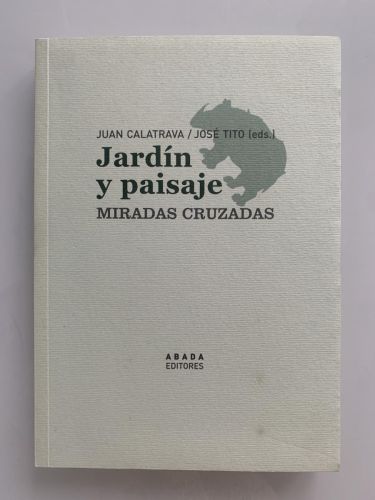 JUAN CALATRAVA / JOSÉ TITO (eds.)
Jardín
y paisaje
MIRADAS CRUZADAS
ABADA
EDITORES